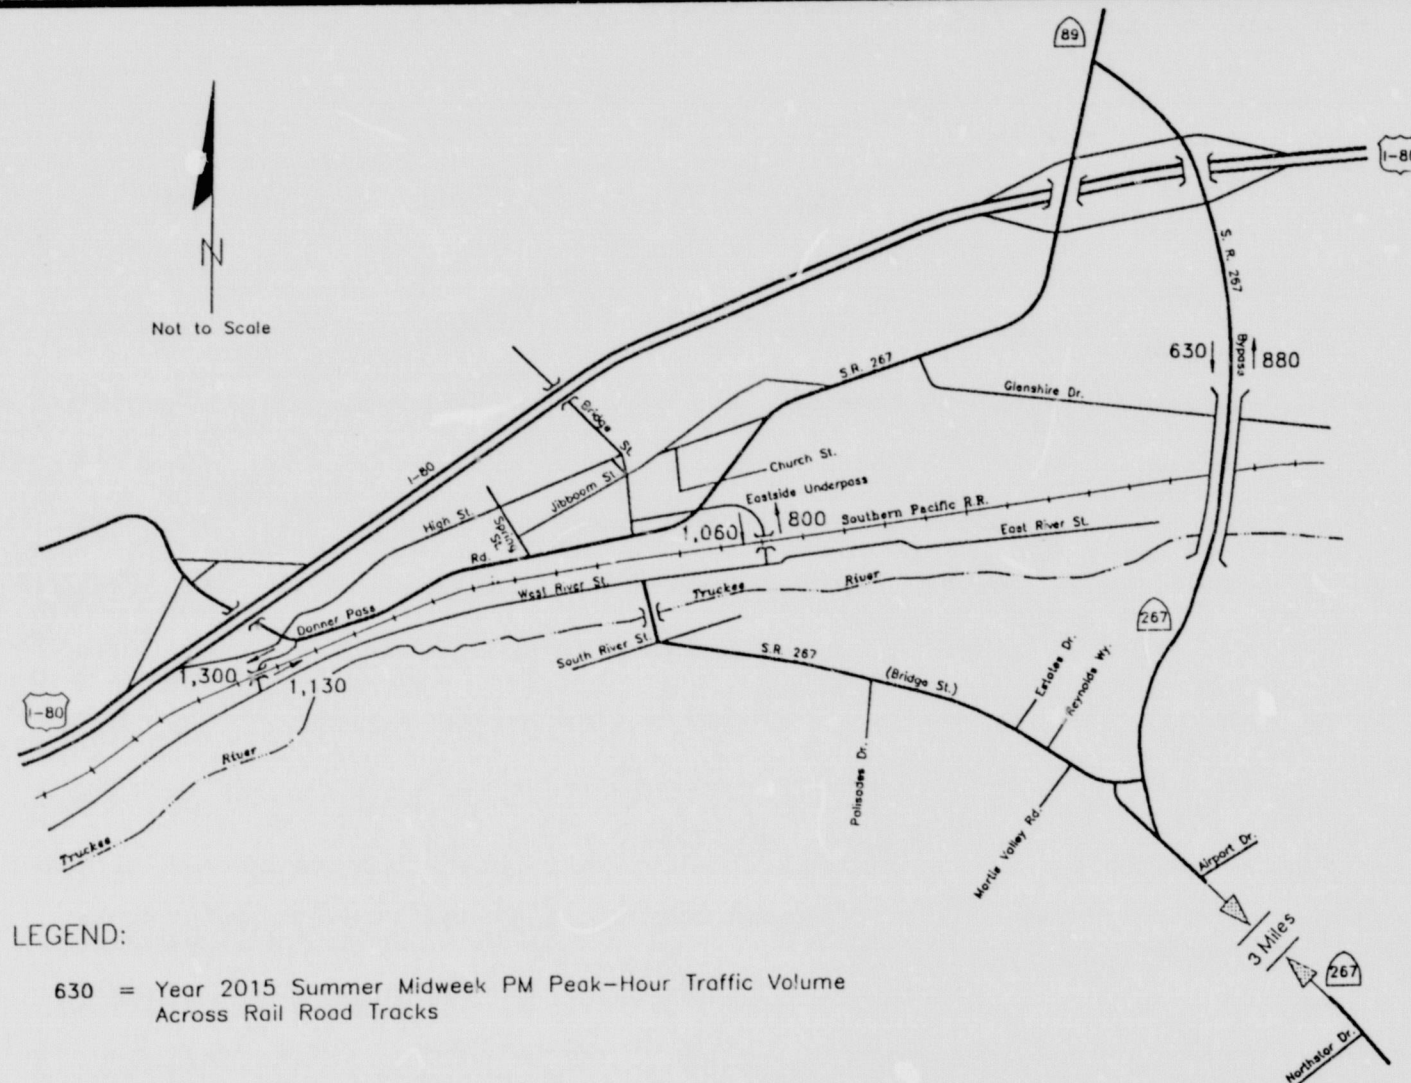 89
I-80
N
Not to Scale
S. R. 267
Bypass
630
880
S.R. 267
Glenshire Dr.
Bridge St.
I-80
Church St.
Jibboom St
High St.
Spring St.
Eastside Underpass
1,060
800
Southern Pacific R.R.
East River St.
Rd.
West River St.
Truckee
River
Donner Pass
267
South River St.
S.R. 267
(Bridge St.)
Estates Dr.
Reynolds Wy.
1,300
1,130
I-80
River
Truckee
Palisades Dr.
Martis Valley Rd.
Airport Dr.
3 Miles
267
Northstar Dr.
LEGEND:
630 = Year 2015 Summer Midweek PM Peak-Hour Traffic Volume
Across Rail Road Tracks